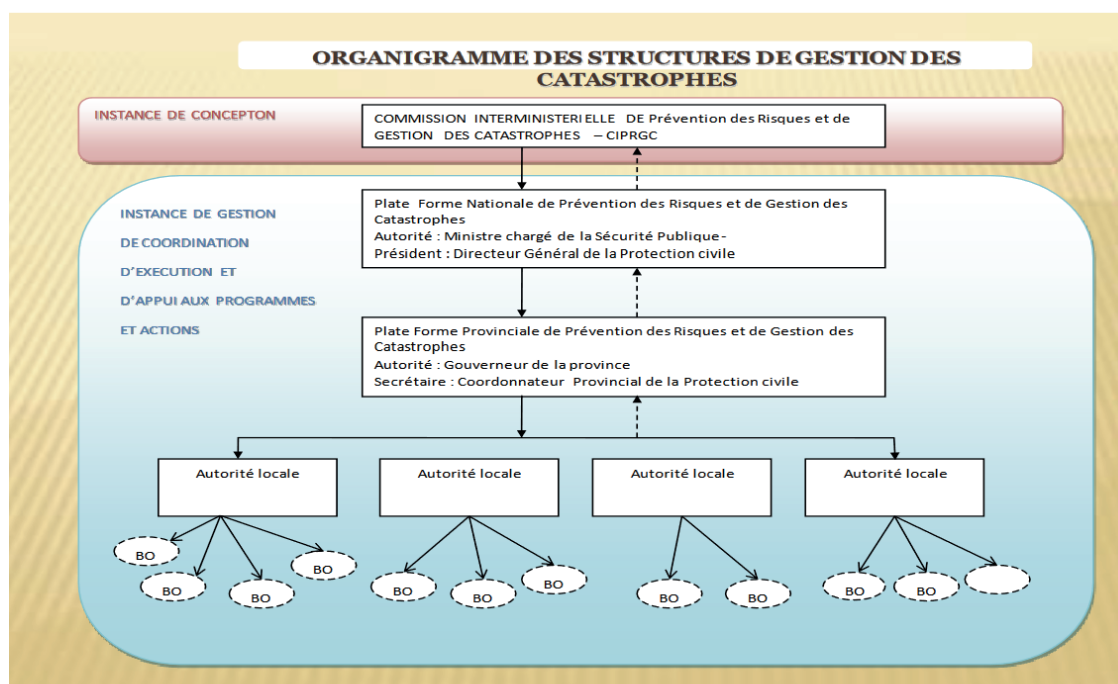 ORGANIGRAMME DES STRUCTURES DE GESTION DES
CATASTROPHES
INSTANCE DE CONCEPTON
COMMISSION INTERMINISTERIELLE DE Prévention des Risques et de
GESTION DES CATASTROPHES – CIPRGC
INSTANCE DE GESTION
DE COORDINATION
D'EXECUTION ET
D'APPUI AUX PROGRAMMES
ET ACTIONS
Plate Forme Nationale de Prévention des Risques et de Gestion des
Catastrophes
Autorité : Ministre chargé de la Sécurité Publique-
Président : Directeur Général de la Protection civile
Plate Forme Provinciale de Prévention des Risques et de Gestion des
Catastrophes
Autorité : Gouverneur de la province
Secrétaire : Coordonnateur Provincial de la Protection civile
Autorité locale
Autorité locale
Autorité locale
Autorité locale
BO
BO
BO
BO
BO
BO
BO
BO
BO
BO
BO